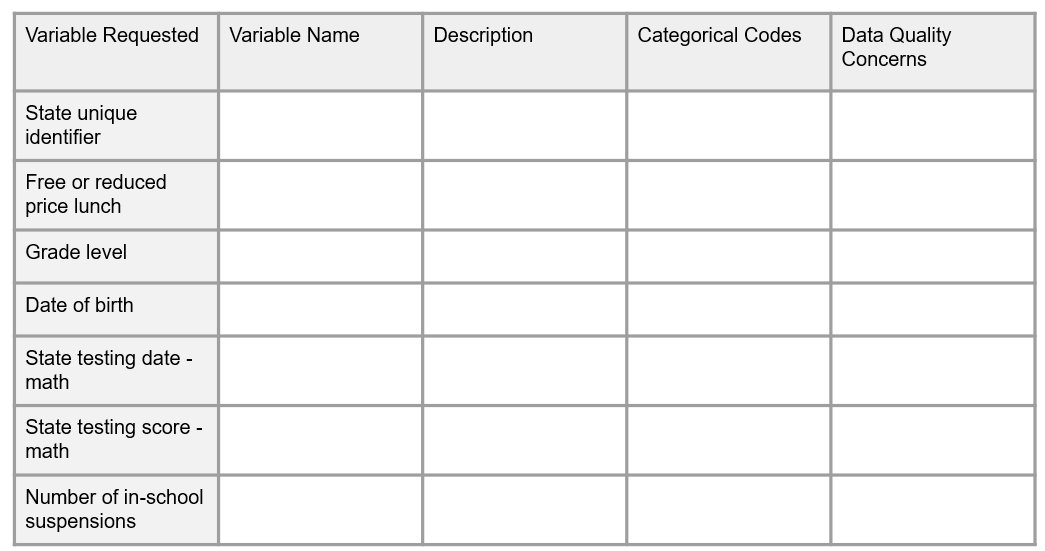 Variable Requested
Variable Name
Description
Categorical Codes
Data Quality
Concerns
State unique
identifier
Free or reduced
price lunch
Grade level
Date of birth
State testing date -
math
State testing score -
math
Number of in-school
suspensions